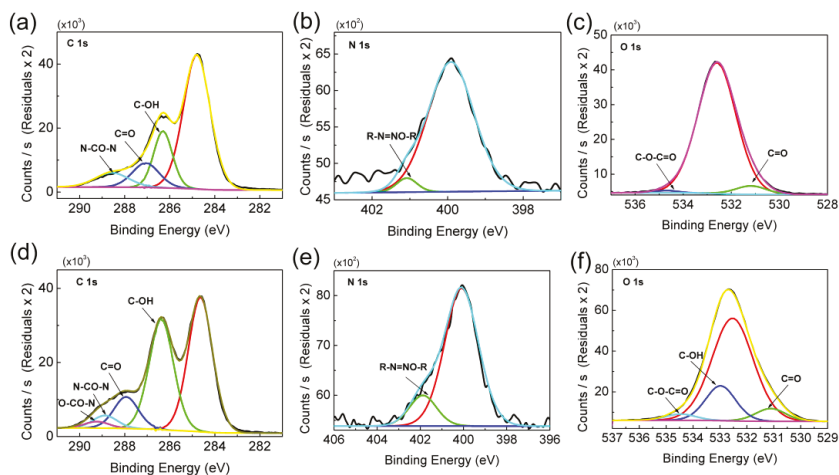 (a)
(x10³)
C 1s
Counts / s (Residuals x 2)
40
20
0
N-CO-N
C=O
C-OH
290 288 286 284 282
Binding Energy (eV)
(b)
(x10²)
N 1s
Counts / s (Residuals x 2)
65
60
55
50
45
R-N=NO-R
402 400 398
Binding Energy (eV)
(c)
(x10³)
O 1s
Counts / s (Residuals x 2)
50
40
30
20
10
C-O-C=O
C=O
536 534 532 530 528
Binding Energy (eV)
(d)
(x10³)
C 1s
Counts / s (Residuals x 2)
40
20
0
O-CO-N
N-CO-N
C=O
C-OH
290 288 286 284 282
Binding Energy (eV)
(e)
(x10²)
N 1s
Counts / s (Residuals x 2)
80
60
R-N=NO-R
406 404 402 400 398 396
Binding Energy (eV)
(f)
(x10³)
O 1s
Counts / s (Residuals x 2)
80
60
40
20
0
C-O-C=O
C-OH
C=O
537 536 535 534 533 532 531 530 529
Binding Energy (eV)